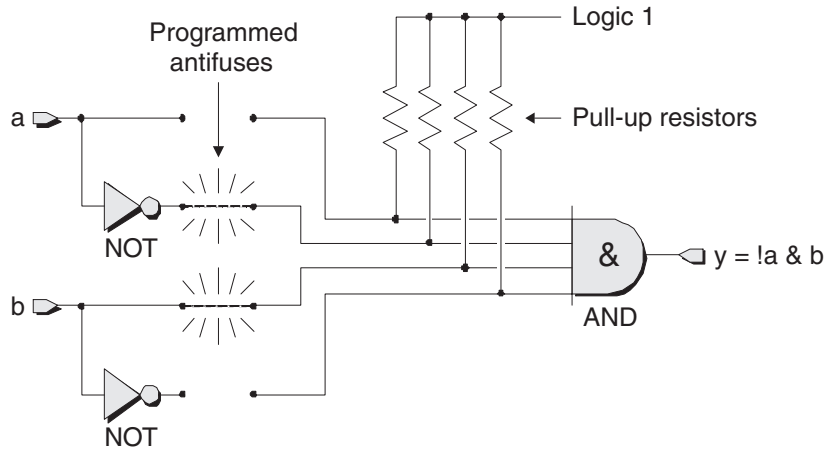 Programmed
antifuses
Logic 1
a
Pull-up resistors
NOT
&
y = !a & b
b
AND
NOT